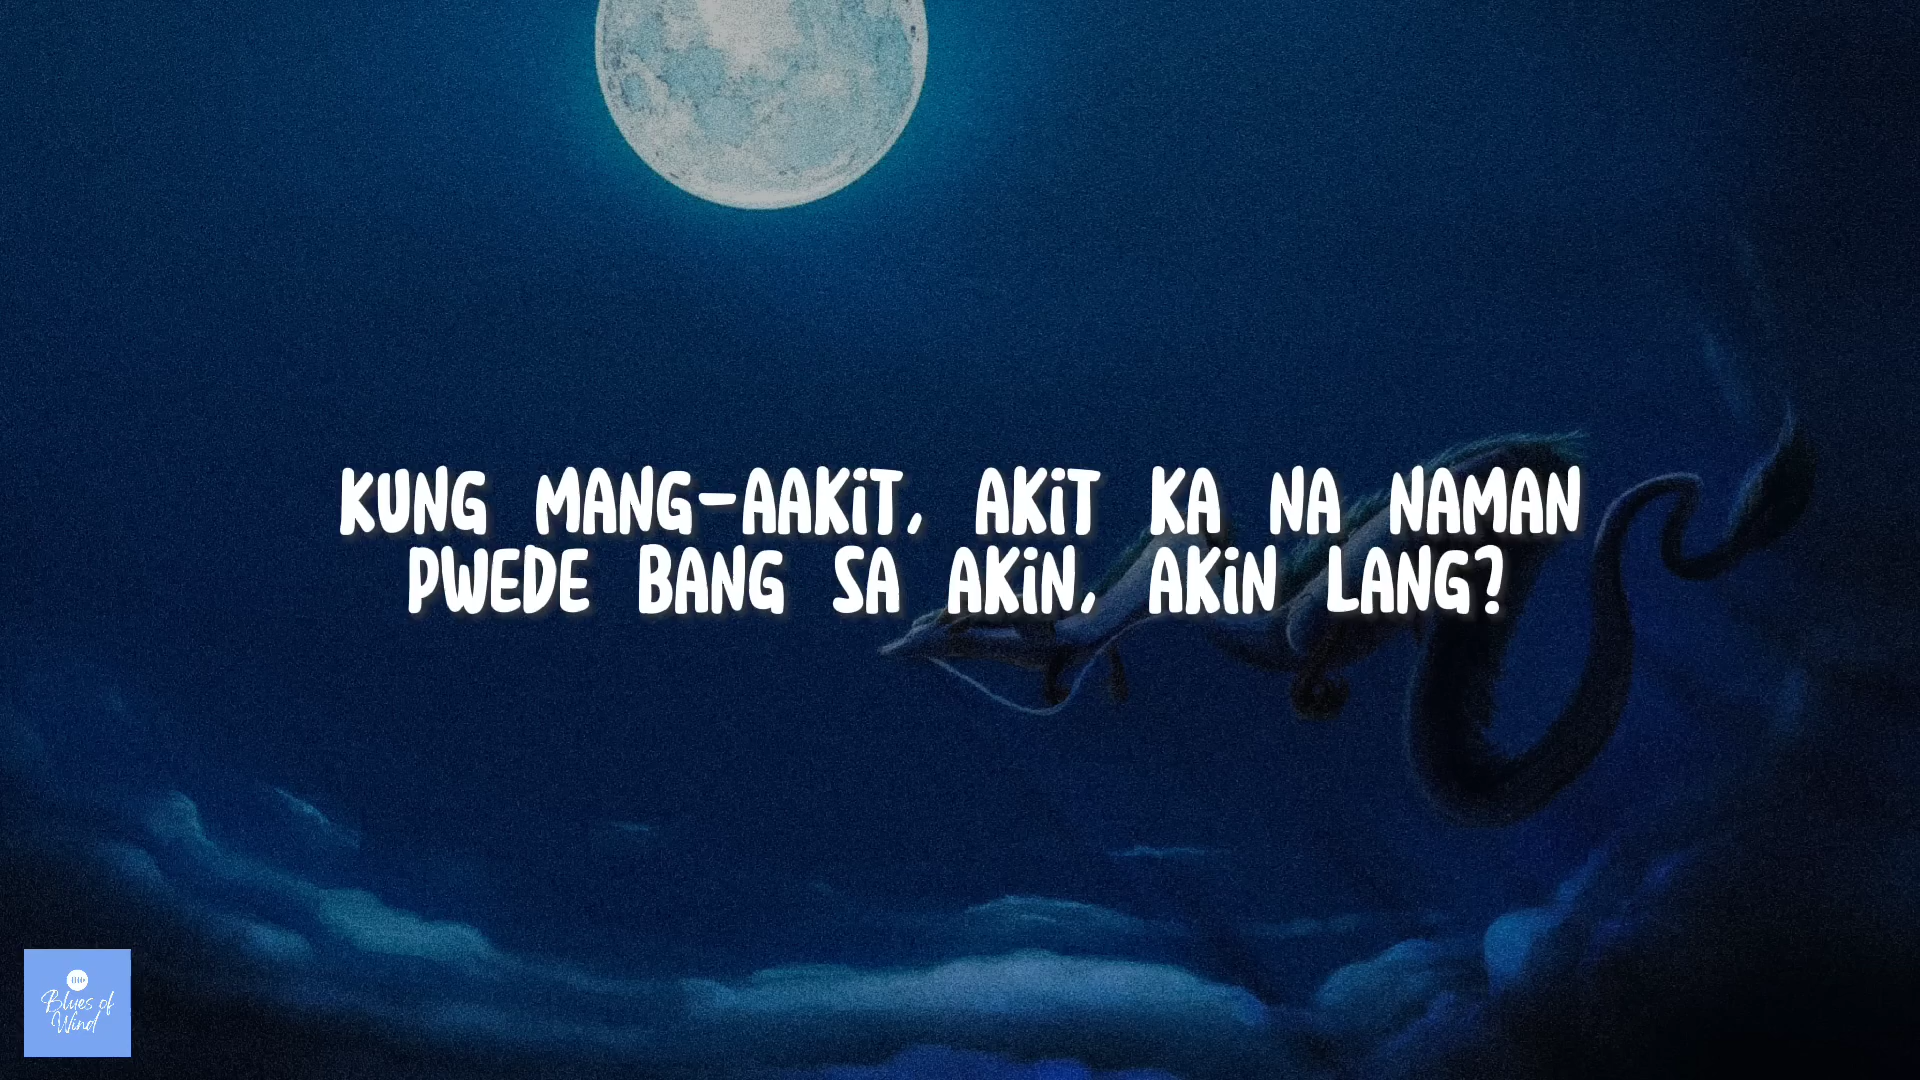 KUNG MANG-AAKiT, AKiT KA NA NAMAN
PWEDE BANG SA AKiN, AKiN LANG?
Blues of
Wind